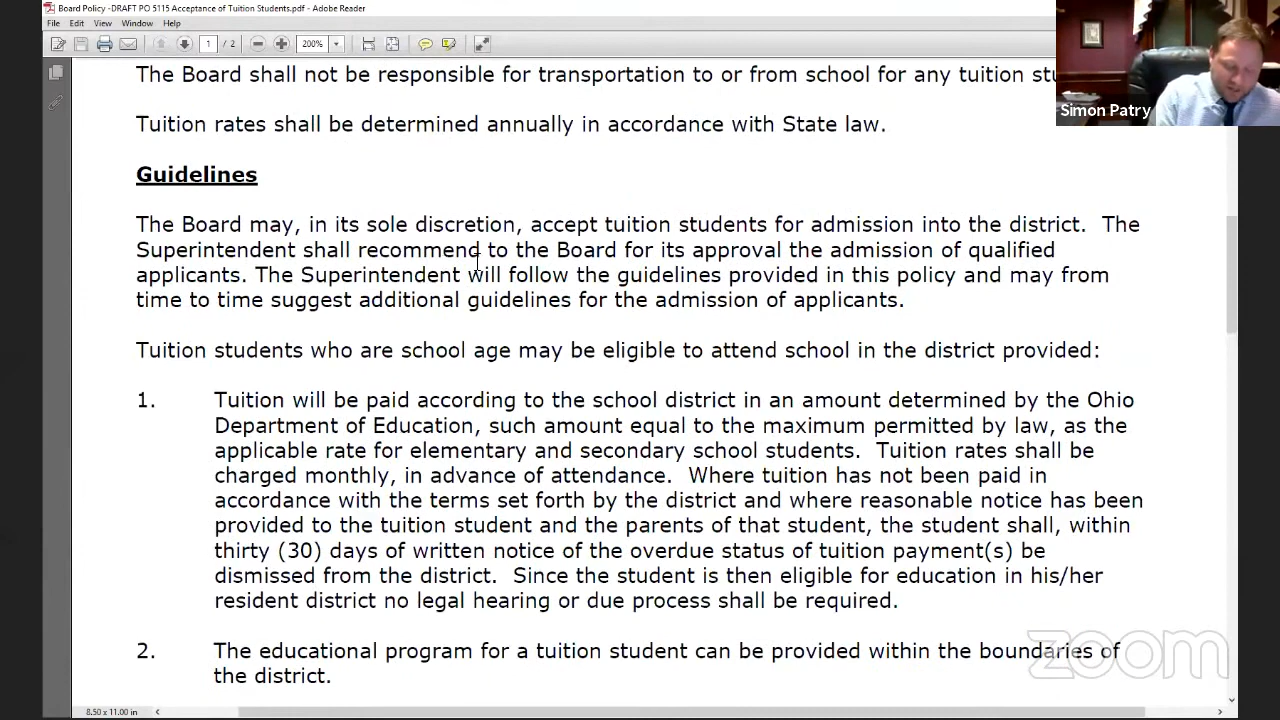 Board Policy -DRAFT PO 5115 Acceptance of Tuition Students.pdf - Adobe Reader
File Edit View Window Help
1 / 2 200%
The Board shall not be responsible for transportation to or from school for any tuition
Simon Patry
Tuition rates shall be determined annually in accordance with State law.
Guidelines
The Board may, in its sole discretion, accept tuition students for admission into the district. The
Superintendent shall recommend to the Board for its approval the admission of qualified
applicants. The Superintendent will follow the guidelines provided in this policy and may from
time to time suggest additional guidelines for the admission of applicants.
Tuition students who are school age may be eligible to attend school in the district provided:
1. Tuition will be paid according to the school district in an amount determined by the Ohio
Department of Education, such amount equal to the maximum permitted by law, as the
applicable rate for elementary and secondary school students. Tuition rates shall be
charged monthly, in advance of attendance. Where tuition has not been paid in
accordance with the terms set forth by the district and where reasonable notice has been
provided to the tuition student and the parents of that student, the student shall, within
thirty (30) days of written notice of the overdue status of tuition payment(s) be
dismissed from the district. Since the student is then eligible for education in his/her
resident district no legal hearing or due process shall be required.
2. The educational program for a tuition student can be provided within the boundaries of
the district.
zoom
8.50 x 11.00 in